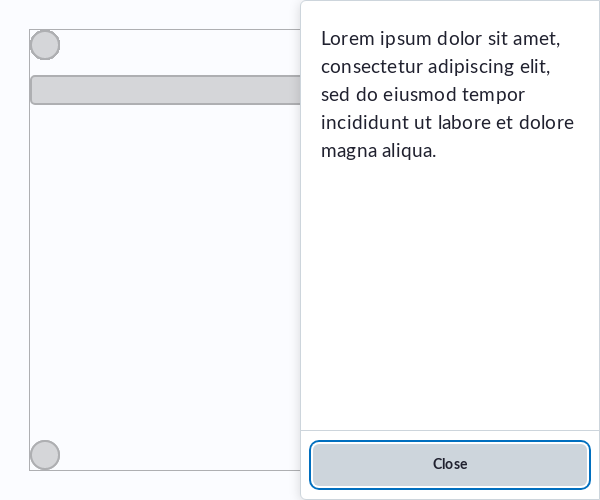 Lorem ipsum dolor sit amet,
consectetur adipiscing elit,
sed do eiusmod tempor
incididunt ut labore et dolore
magna aliqua.
Close